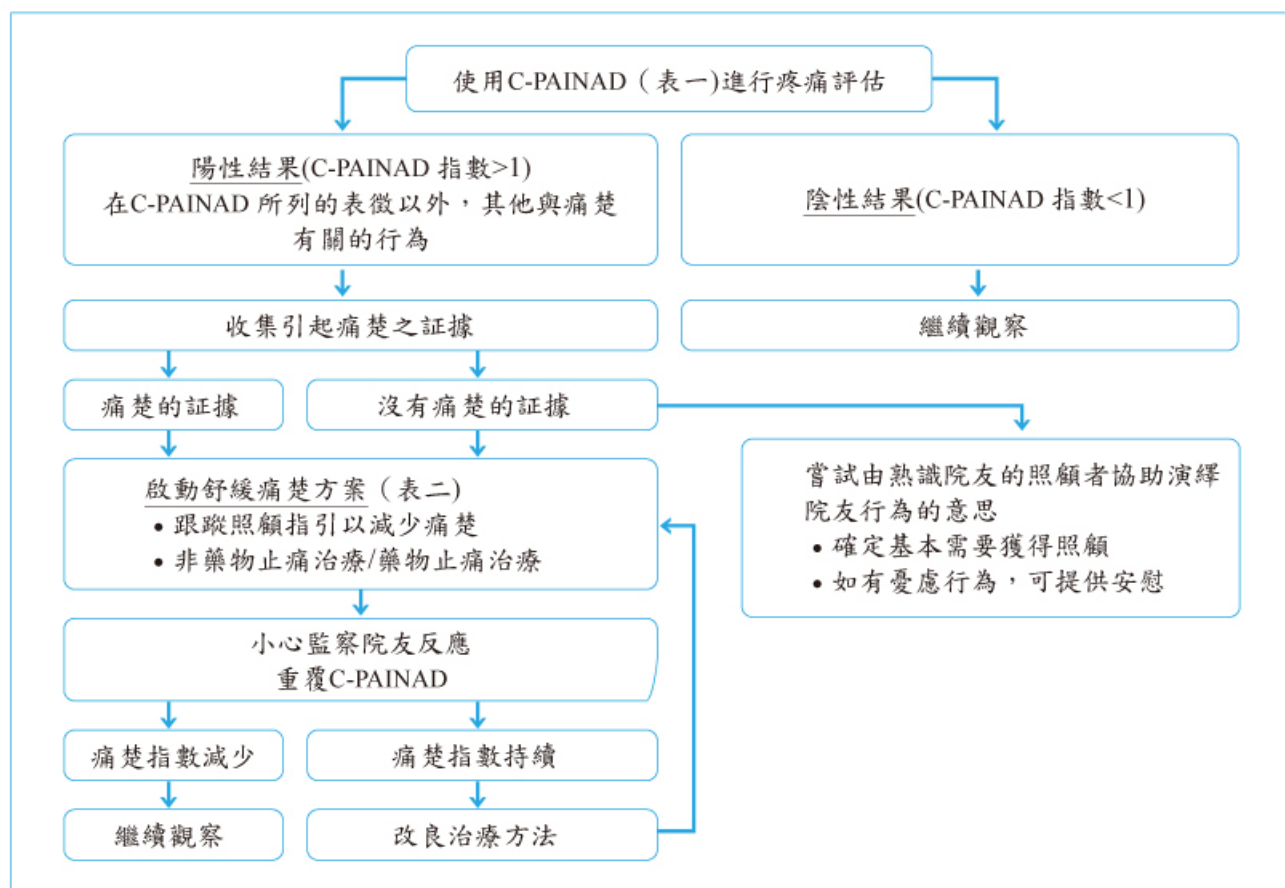 使用C-PAINAD（表一)進行疼痛評估
陽性結果(C-PAINAD 指數>1)
在C-PAINAD 所列的表徵以外，其他與痛楚
有關的行為
陰性結果(C-PAINAD 指數<1)
收集引起痛楚之証據
繼續觀察
痛楚的証據
沒有痛楚的証據
啟動舒緩痛楚方案（表二)
• 跟蹤照顧指引以減少痛楚
• 非藥物止痛治療/藥物止痛治療
嘗試由熟識院友的照顧者協助演繹
院友行為的意思
• 確定基本需要獲得照顧
• 如有憂慮行為，可提供安慰
小心監察院友反應
重覆C-PAINAD
痛楚指數減少
痛楚指數持續
繼續觀察
改良治療方法